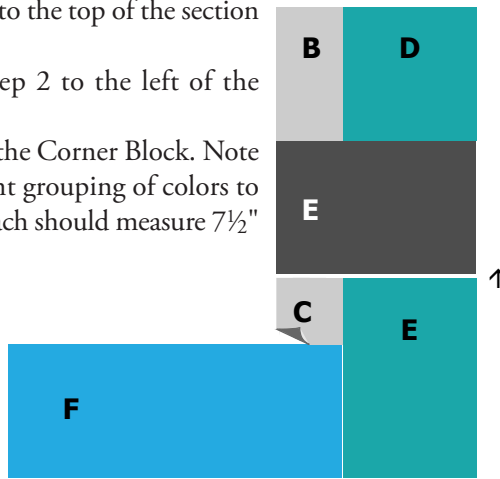 to the top of the section
ep 2 to the left of the
the Corner Block. Note
nt grouping of colors to
ach should measure 7½"
B
D
E
C
E
F